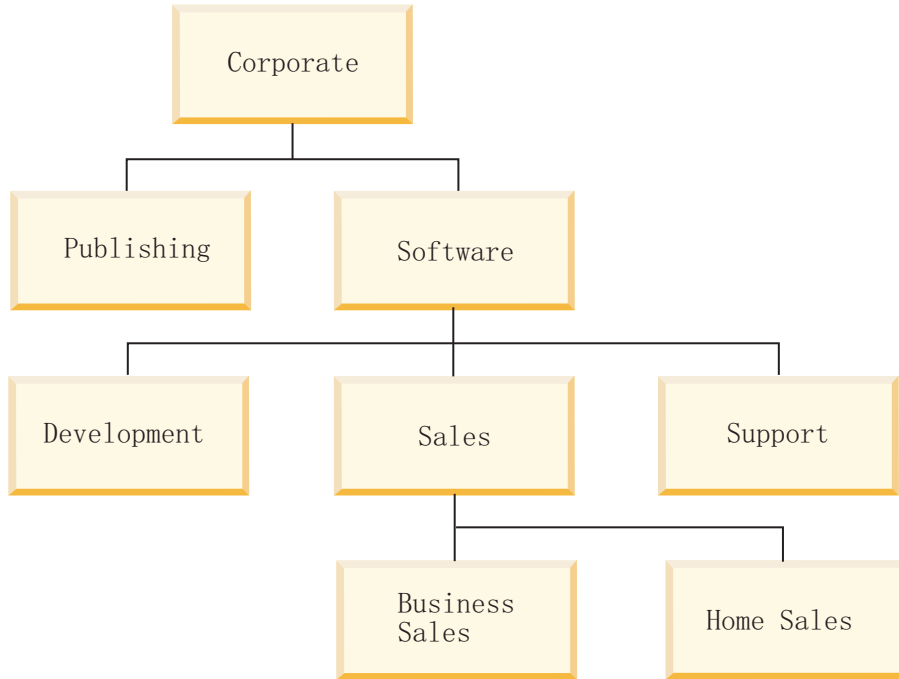 Corporate
Publishing
Software
Development
Sales
Support
Business
Sales
Home Sales